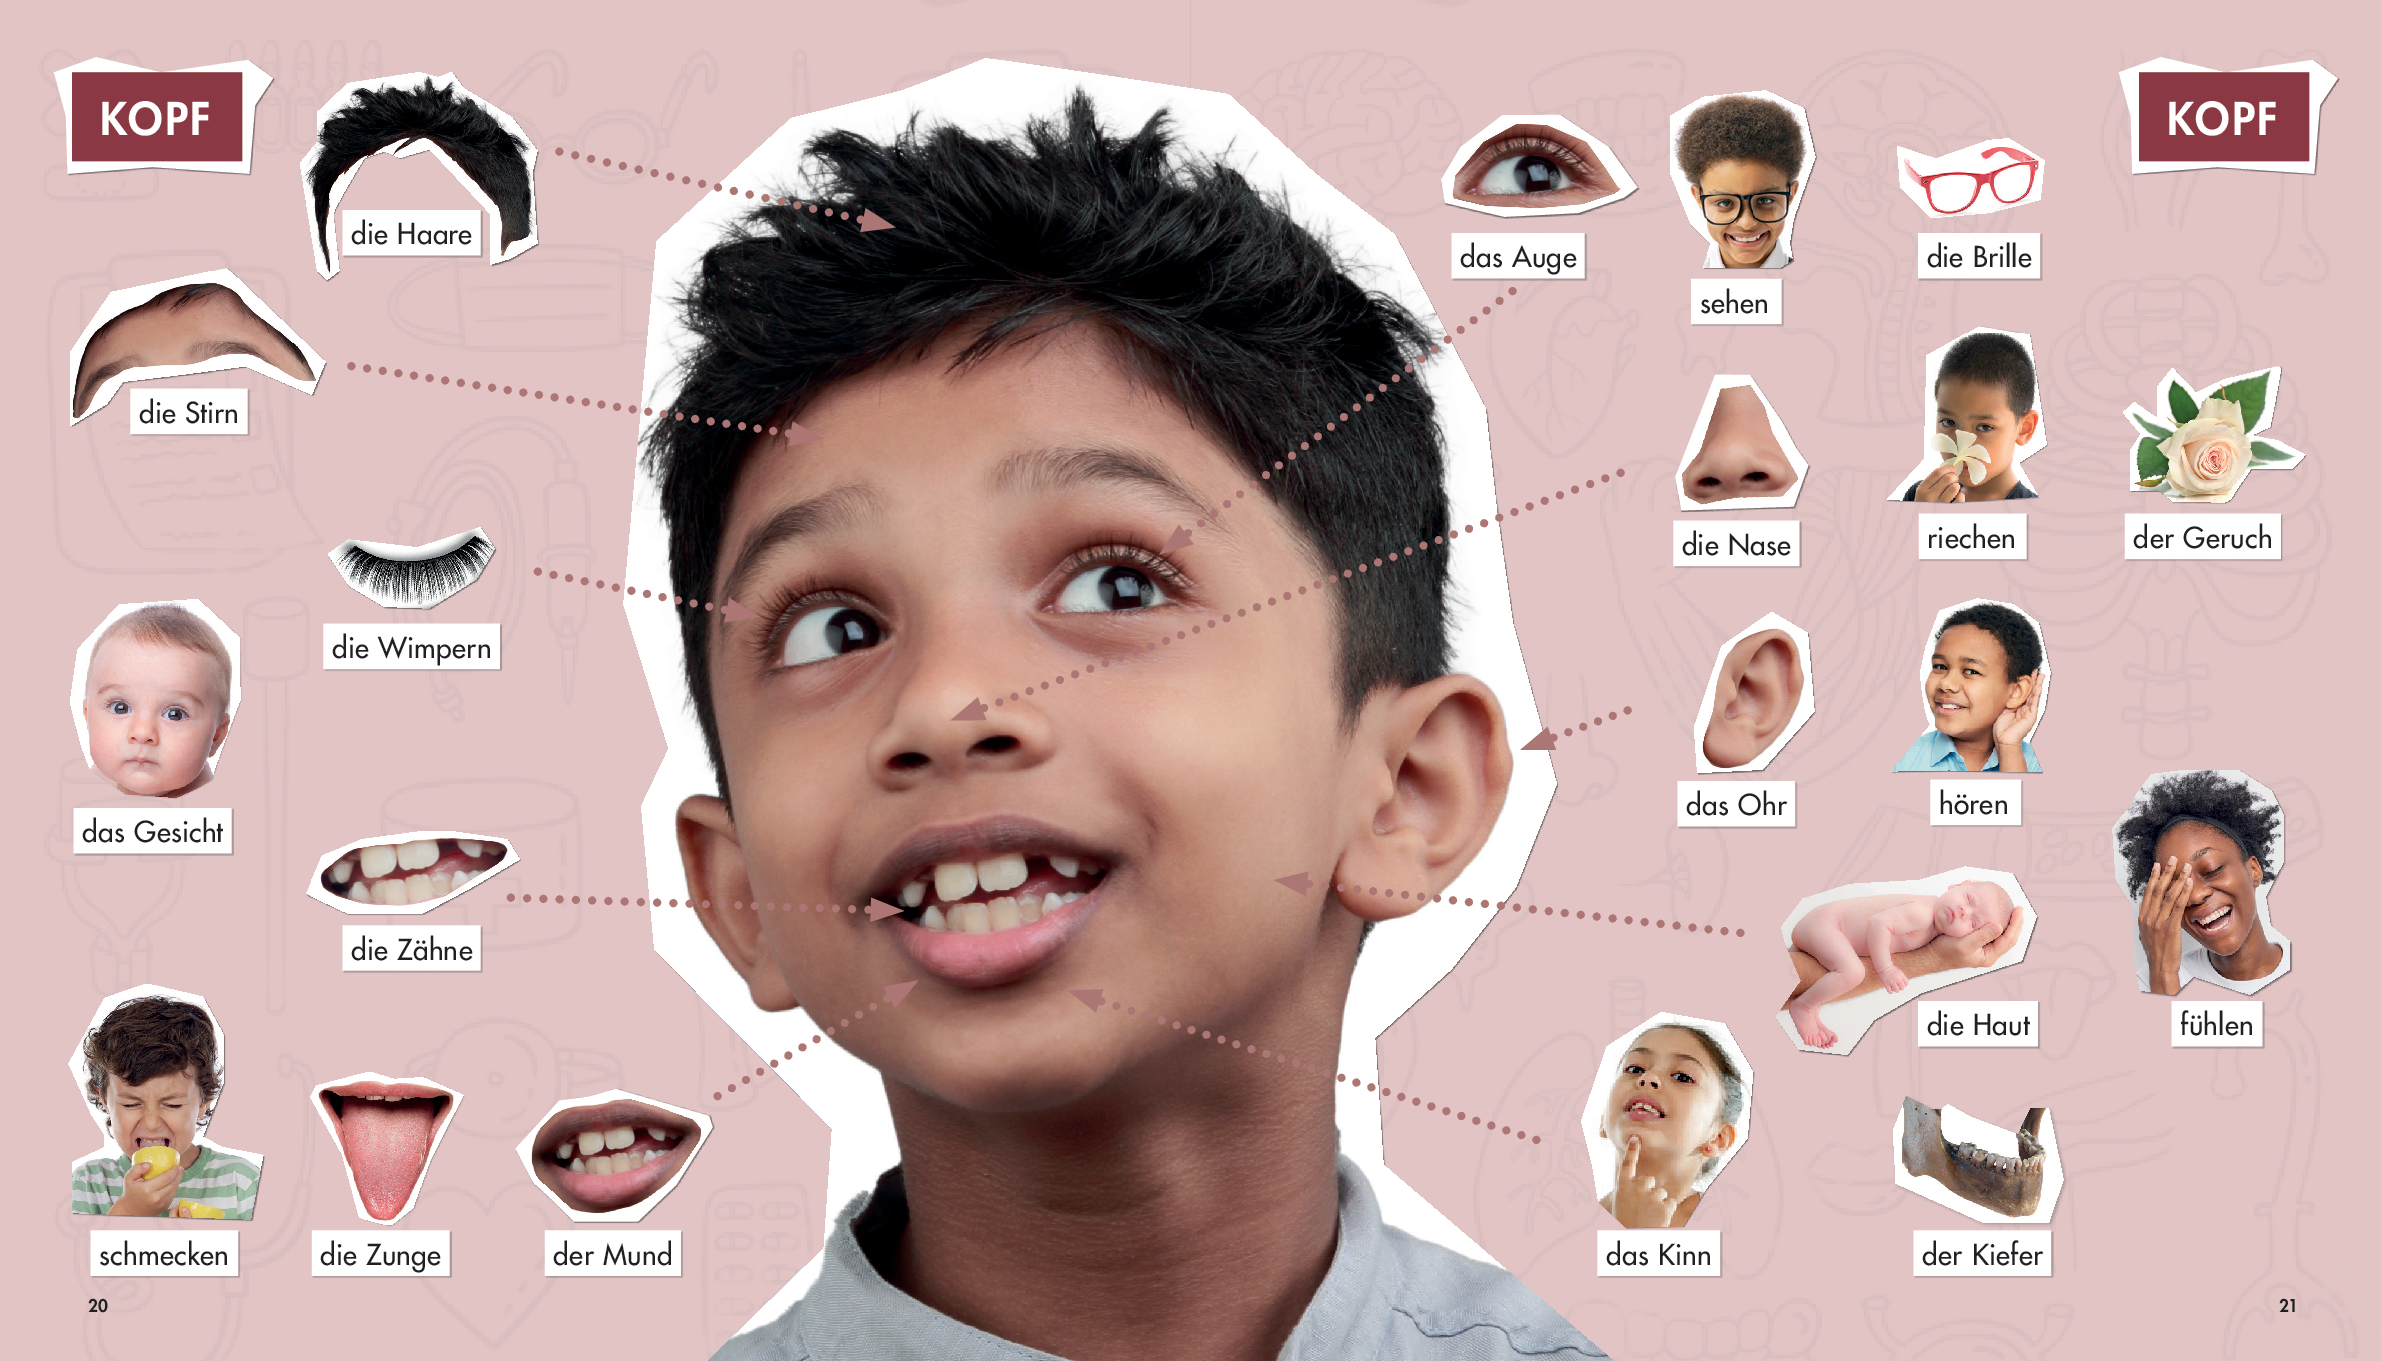 KOPF
die Haare
die Stirn
die Wimpern
das Gesicht
die Zähne
schmecken
die Zunge
der Mund
20
KOPF
das Auge
sehen
die Brille
die Nase
riechen
der Geruch
das Ohr
hören
die Haut
fühlen
das Kinn
der Kiefer
21